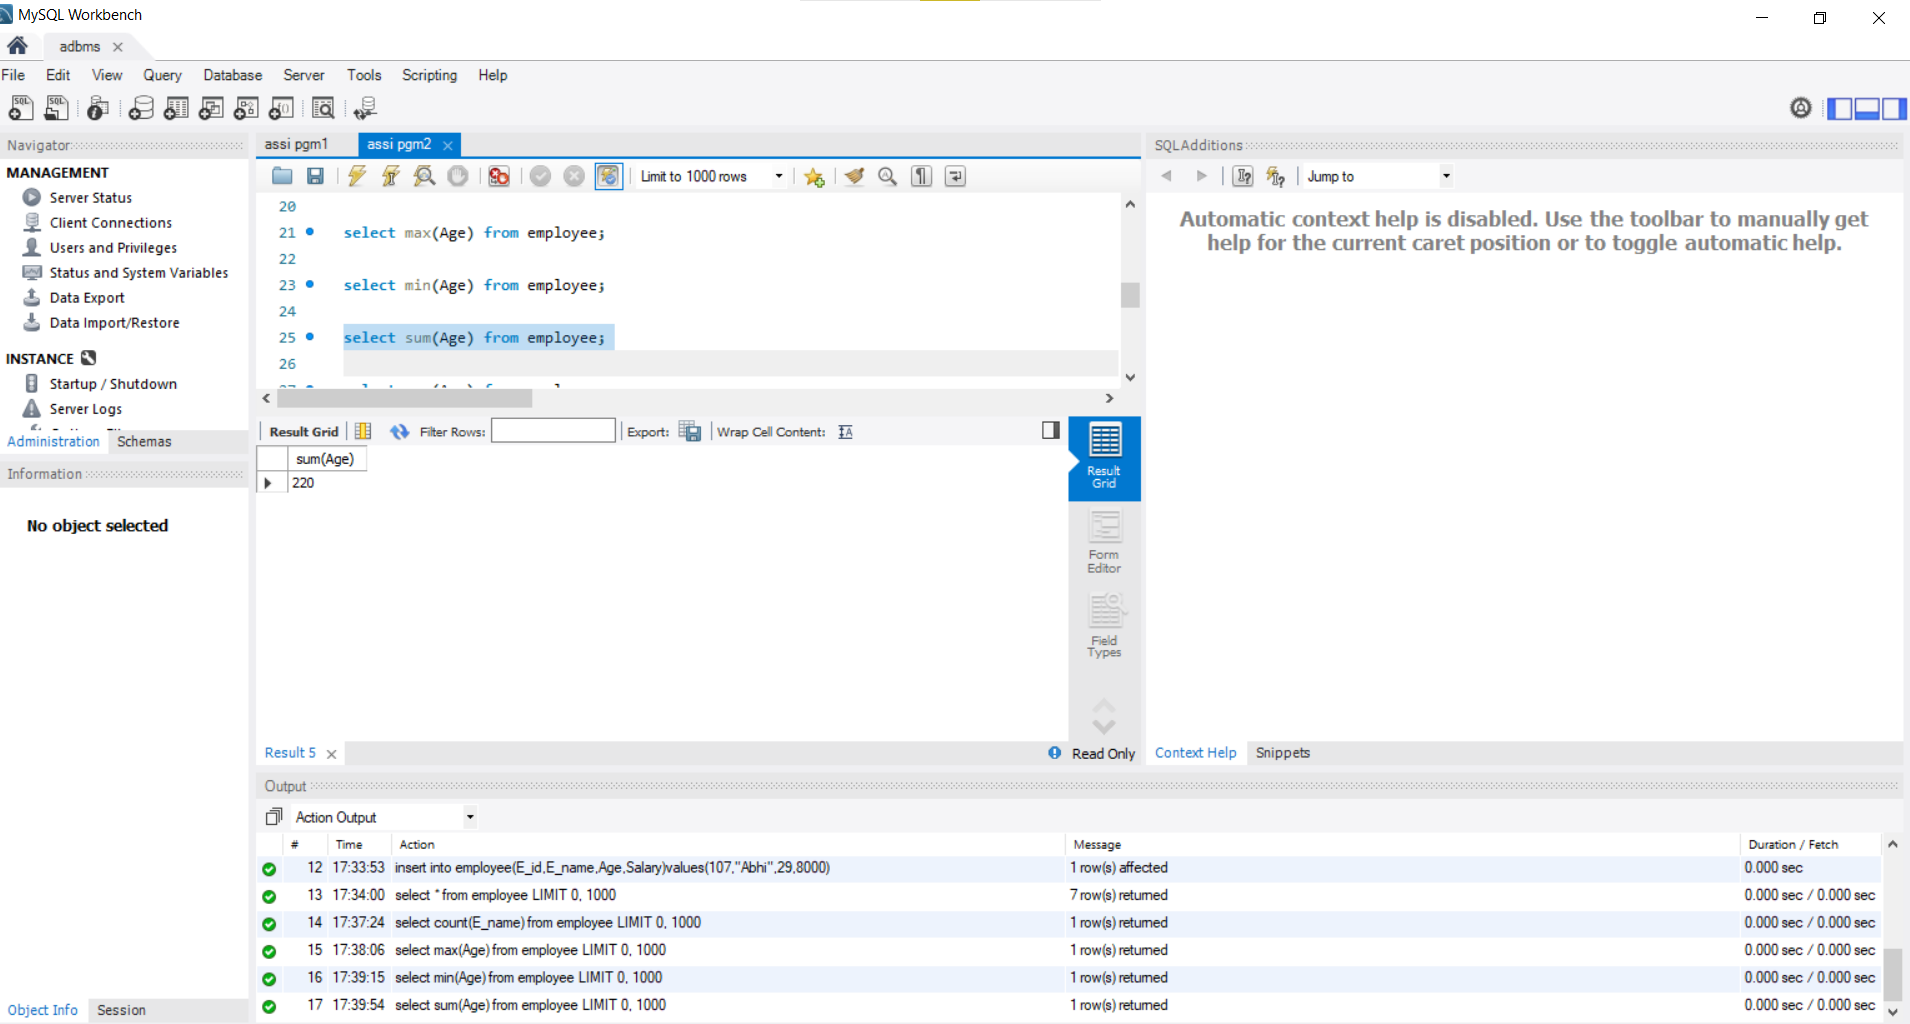 MySQL Workbench
adbms
File Edit View Query Database Server Tools Scripting Help
Navigator
MANAGEMENT
Server Status
Client Connections
Users and Privileges
Status and System Variables
Data Export
Data Import/Restore
INSTANCE
Startup / Shutdown
Server Logs
Administration Schemas
Information
No object selected
Object Info Session
assi pgm1 assi pgm2
Limit to 1000 rows
20
21 select max(Age) from employee;
22
23 select min(Age) from employee;
24
25 select sum(Age) from employee;
26
Result Grid Filter Rows: Export: Wrap Cell Content:
sum(Age)
220
Result
Grid
Form
Editor
Field
Types
Result 5 Read Only
SQLAdditions
Jump to
Automatic context help is disabled. Use the toolbar to manually get
help for the current caret position or to toggle automatic help.
Context Help Snippets
Output
Action Output
# Time Action Message Duration / Fetch
12 17:33:53 insert into employee(E_id,E_name,Age,Salary)values(107,"Abhi",29,8000) 1 row(s) affected 0.000 sec
13 17:34:00 select * from employee LIMIT 0, 1000 7 row(s) returned 0.000 sec / 0.000 sec
14 17:37:24 select count(E_name) from employee LIMIT 0, 1000 1 row(s) returned 0.000 sec / 0.000 sec
15 17:38:06 select max(Age) from employee LIMIT 0, 1000 1 row(s) returned 0.000 sec / 0.000 sec
16 17:39:15 select min(Age) from employee LIMIT 0, 1000 1 row(s) returned 0.000 sec / 0.000 sec
17 17:39:54 select sum(Age) from employee LIMIT 0, 1000 1 row(s) returned 0.000 sec / 0.000 sec